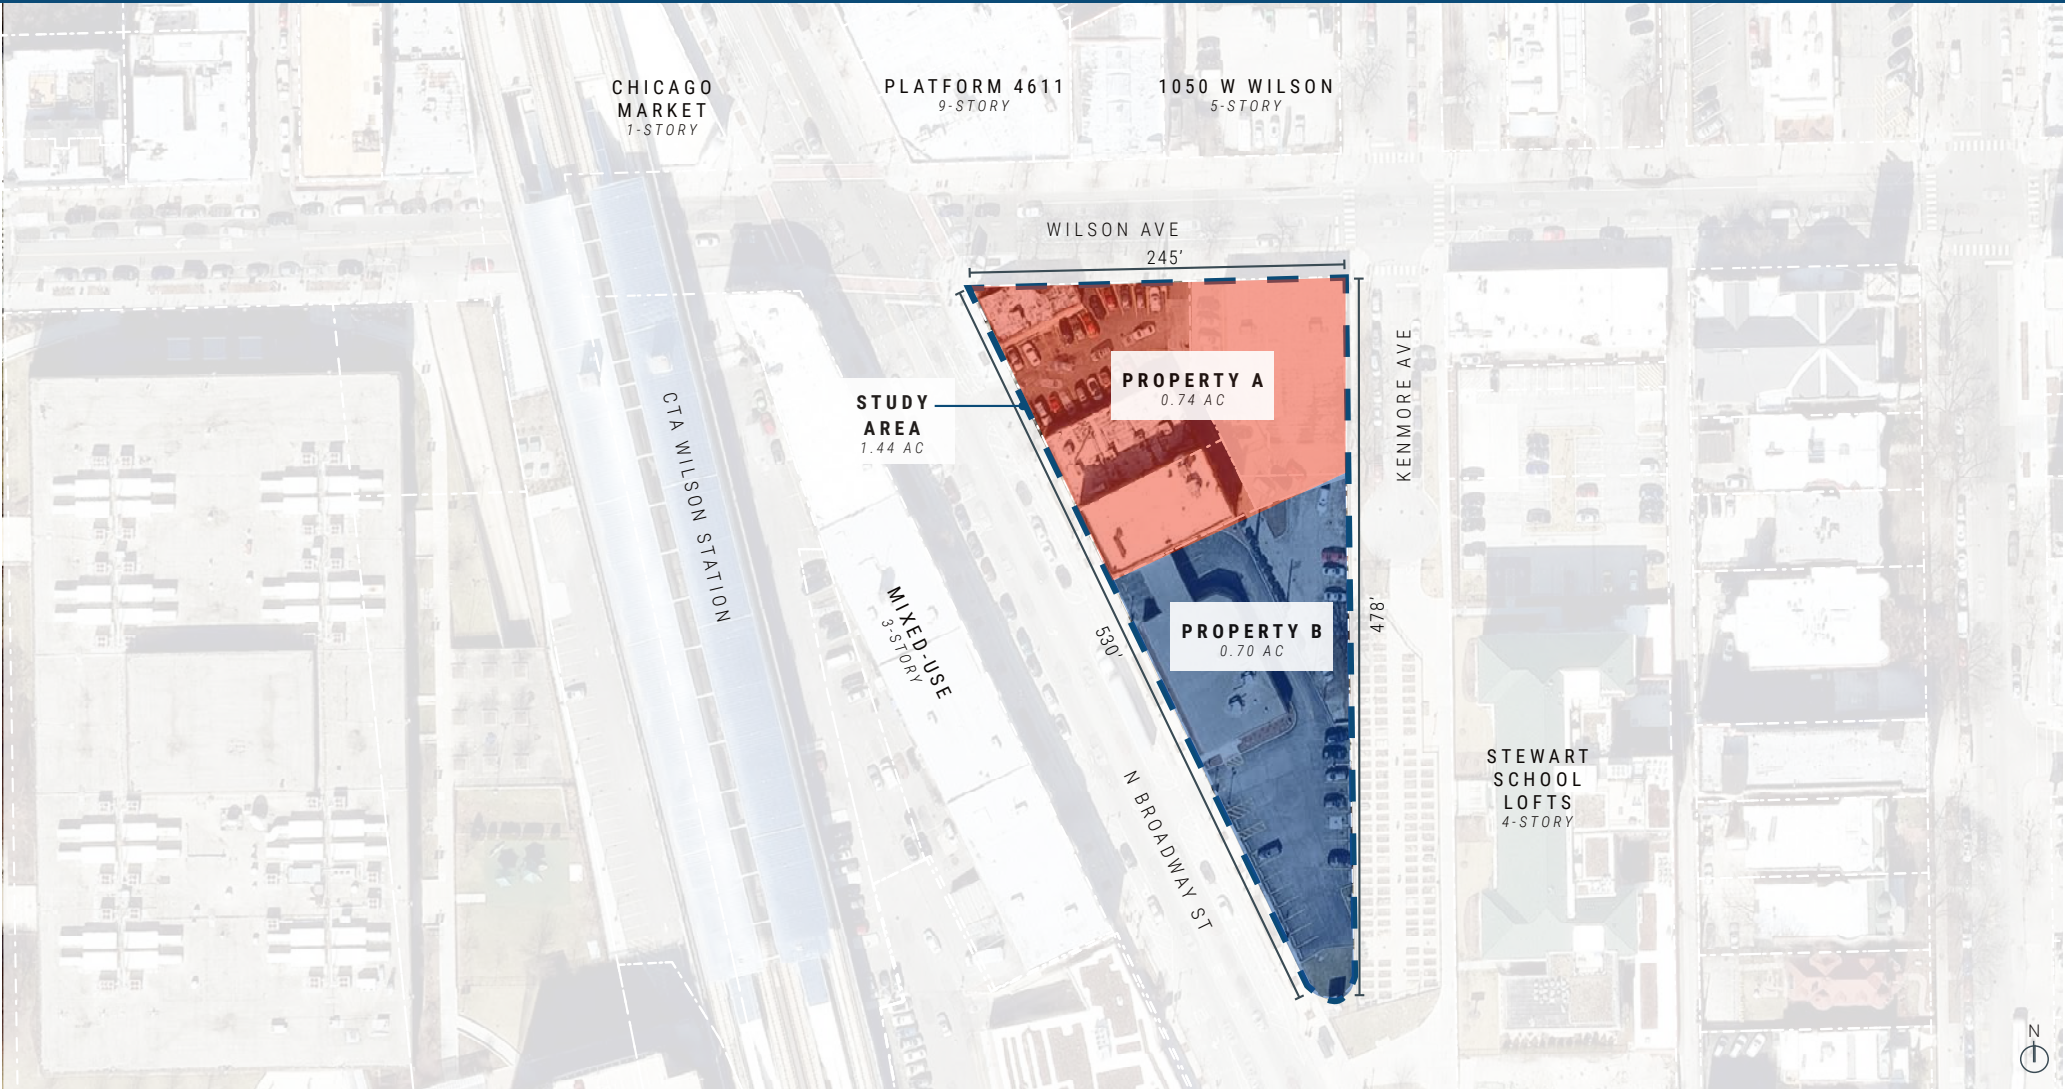 CHICAGO
MARKET
1-STORY
PLATFORM 4611
9-STORY
1050 W WILSON
5-STORY
WILSON AVE
245'
STUDY
AREA
1.44 AC
PROPERTY A
0.74 AC
KENMORE AVE
CTA WILSON STATION
MIXED-USE
3-STORY
530'
PROPERTY B
0.70 AC
478'
N BROADWAY ST
STEWART
SCHOOL
LOFTS
4-STORY
N